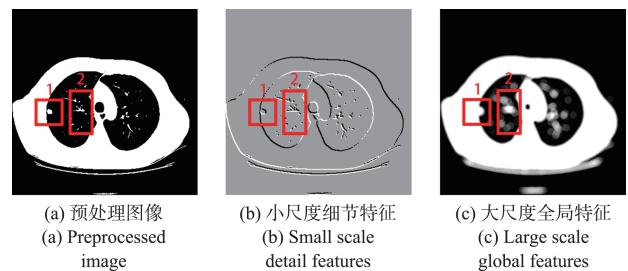 1 2
1 2
1 2
(a) 预处理图像
(a) Preprocessed
image
(b) 小尺度细节特征
(b) Small scale
detail features
(c) 大尺度全局特征
(c) Large scale
global features